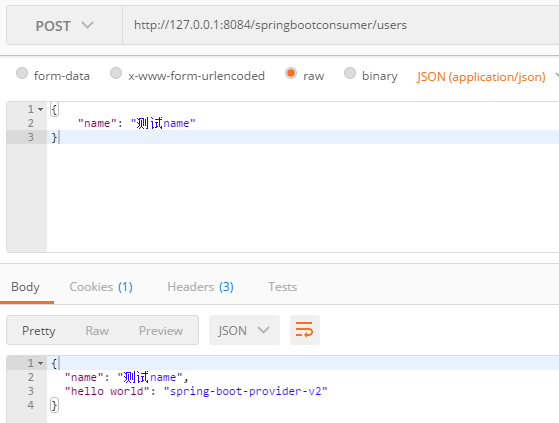 POST http://127.0.0.1:8084/springbootconsumer/users
form-data x-www-form-urlencoded raw binary JSON (application/json)
1 {
2 "name": "测试name"
3 }
Body Cookies (1) Headers (3) Tests
Pretty Raw Preview JSON
1 {
2 "name": "测试name",
3 "hello world": "spring-boot-provider-v2"
4 }